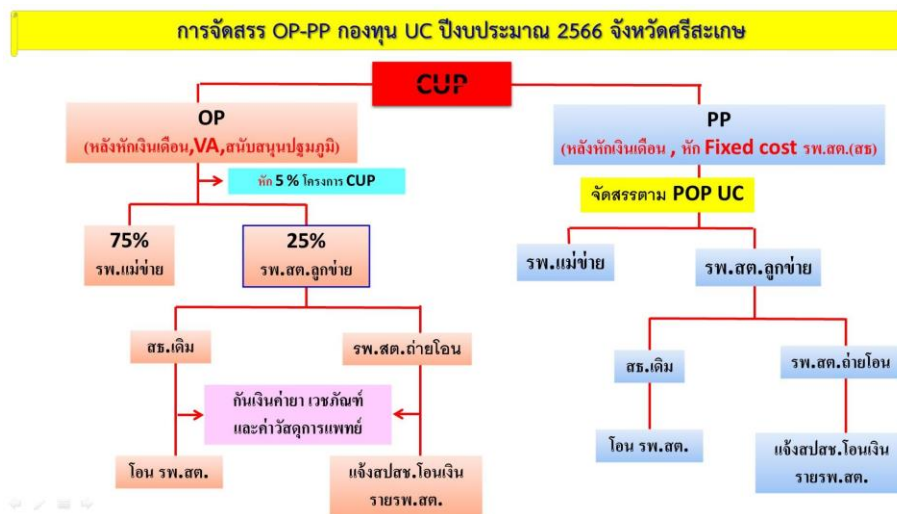 การจัดสรร OP-PP กองทุน UC ปีงบประมาณ 2566 จังหวัดศรีสะเกษ
CUP
OP
(หลังหักเงินเดือน,VA,สนับสนุนปฐมภูมิ)
PP
(หลังหักเงินเดือน , หัก Fixed cost รพ.สต.(สธ)
หัก 5 % โครงการ CUP
จัดสรรตาม POP UC
75%
รพ.แม่ข่าย
25%
รพ.สต.ลูกข่าย
รพ.แม่ข่าย
รพ.สต.ลูกข่าย
สธ.เดิม
รพ.สต.ถ่ายโอน
สธ.เดิม
รพ.สต.ถ่ายโอน
กันเงินค่ายา เวชภัณฑ์
และค่าวัสดุการแพทย์
โอน รพ.สต.
แจ้งสปสช.โอนเงิน
รายรพ.สต.
โอน รพ.สต.
แจ้งสปสช.โอนเงิน
รายรพ.สต.